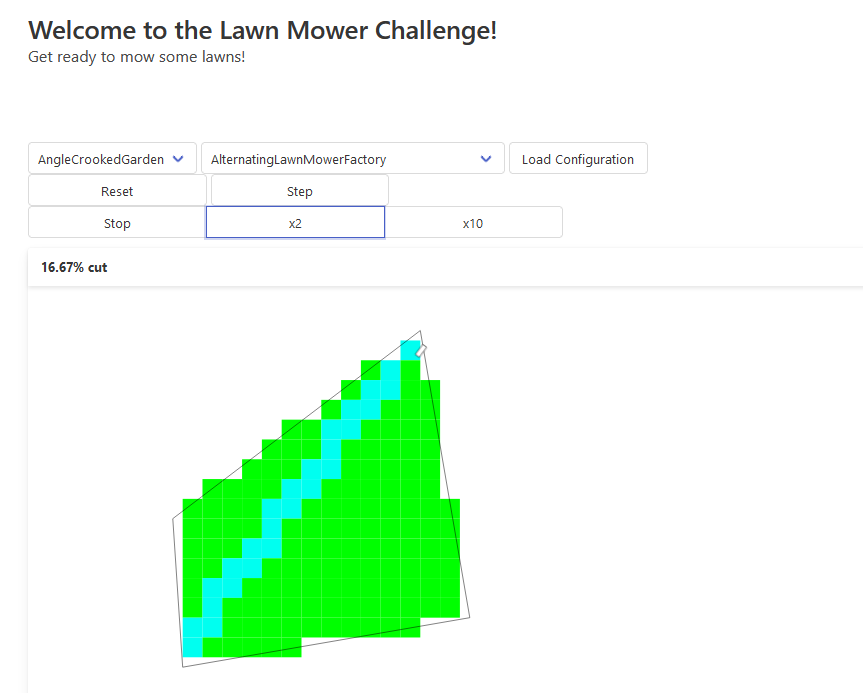 Welcome to the Lawn Mower Challenge!
Get ready to mow some lawns!
AngleCrookedGarden AlternatingLawnMowerFactory Load Configuration
Reset Step
Stop x2 x10
16.67% cut